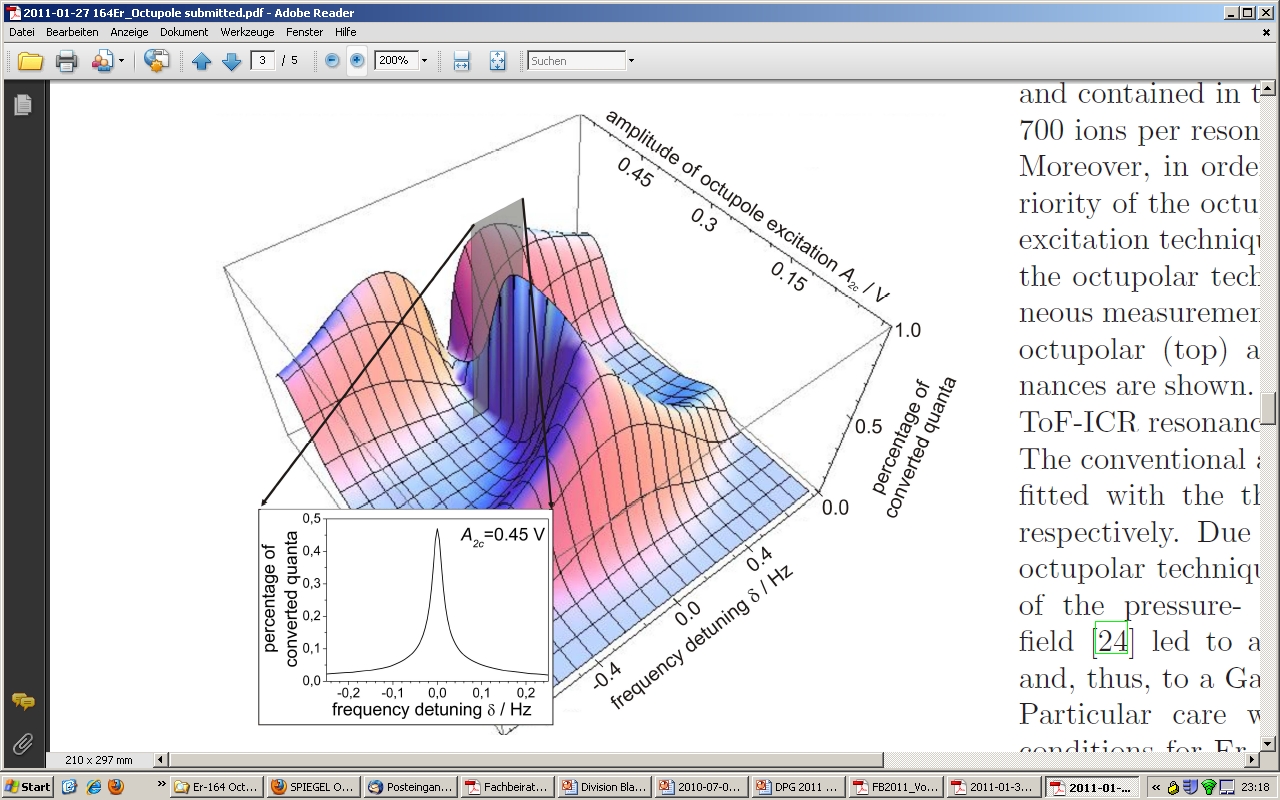 2011-01-27 164Er_Octupole submitted.pdf - Adobe Reader
Datei Bearbeiten Anzeige Dokument Werkzeuge Fenster Hilfe
3 / 5 200% Suchen
and contained in t
700 ions per reson
Moreover, in orde
riority of the octu
excitation techniqu
the octupolar tech
neous measuremen
octupolar (top) a
nances are shown.
ToF-ICR resonanc
The conventional a
fitted with the th
respectively. Due
octupolar techniqu
of the pressure-
field [24] led to a
and, thus, to a Ga
Particular care w
conditions for Er
amplitude of octupole excitation A2c / V
0.45
0.3
0.15
1.0
0.5
0.0
percentage of
converted quanta
0.4
0.0
-0.4
frequency detuning δ / Hz
A2c=0.45 V
0,5
0,4
0,3
0,2
0,1
0,0
percentage of
converted quanta
-0,2 -0,1 0,0 0,1 0,2
frequency detuning δ / Hz
210 x 297 mm
Start » Er-164 Oct... SPIEGEL O... Posteingan... Fachbeirat... Division Bla... 2010-07-0... DPG 2011 ... FB2011_Vo... 2011-01-3... 2011-01-... « 23:18